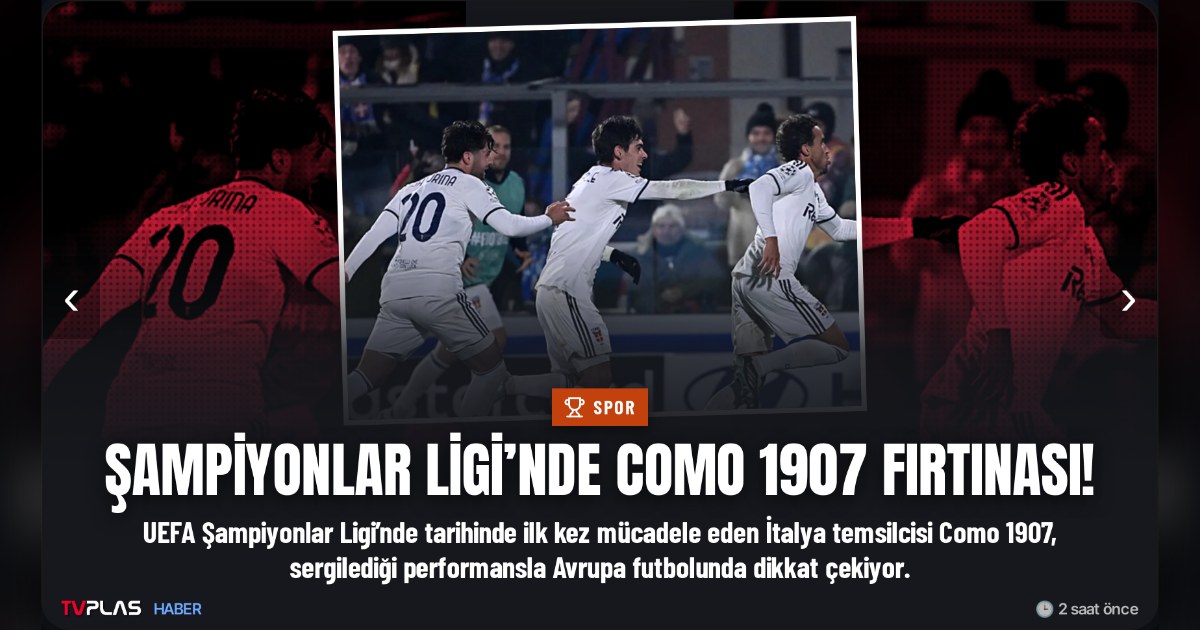 20
SPOR
ŞAMPİYONLAR LİGİ’NDE COMO 1907 FIRTINASI!
UEFA Şampiyonlar Ligi’nde tarihinde ilk kez mücadele eden İtalya temsilcisi Como 1907,
sergilediği performansla Avrupa futbolunda dikkat çekiyor.
TVPLAS HABER
2 saat önce